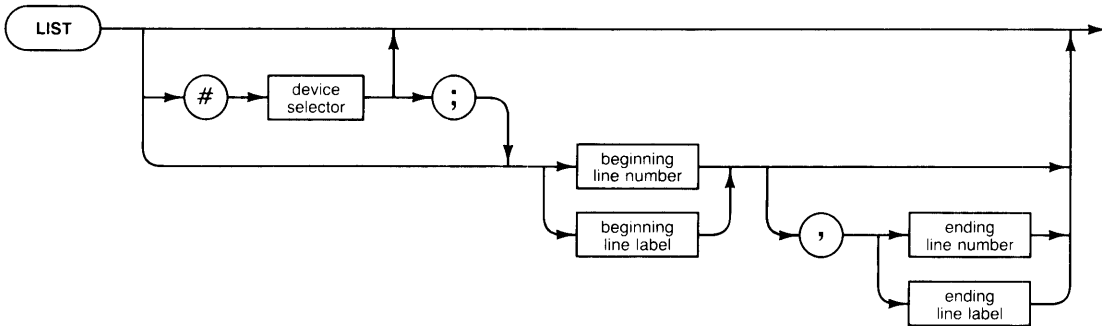 LIST
#
device
selector
;
beginning
line number
beginning
line label
,
ending
line number
ending
line label